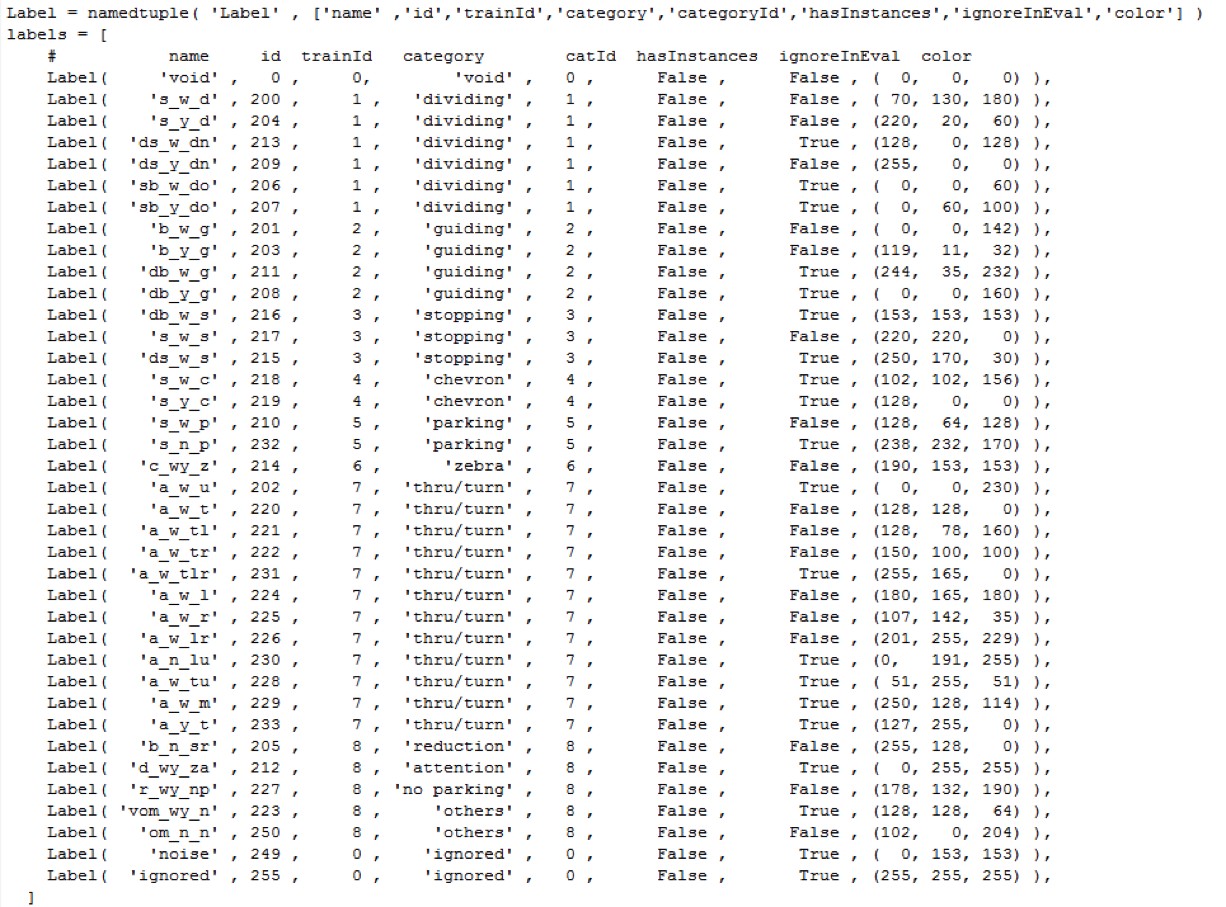 Label = namedtuple( 'Label' , ['name' ,'id','trainId','category','categoryId','hasInstances','ignoreInEval','color'] )
labels = [
    #          name     id  trainId   category       catId  hasInstances  ignoreInEval  color
    Label(     'void' ,   0 ,     0,        'void' ,   0 ,       False ,      False , (  0,   0,   0) ),
    Label(    's_w_d' , 200 ,     1 ,   'dividing' ,   1 ,       False ,      False , ( 70, 130, 180) ),
    Label(    's_y_d' , 204 ,     1 ,   'dividing' ,   1 ,       False ,      False , (220,  20,  60) ),
    Label(  'ds_w_dn' , 213 ,     1 ,   'dividing' ,   1 ,       False ,       True , (128,   0, 128) ),
    Label(  'ds_y_dn' , 209 ,     1 ,   'dividing' ,   1 ,       False ,      False , (255,   0,   0) ),
    Label(  'sb_w_do' , 206 ,     1 ,   'dividing' ,   1 ,       False ,       True , (  0,   0,  60) ),
    Label(  'sb_y_do' , 207 ,     1 ,   'dividing' ,   1 ,       False ,       True , (  0,  60, 100) ),
    Label(    'b_w_g' , 201 ,     2 ,    'guiding' ,   2 ,       False ,      False , (  0,   0, 142) ),
    Label(    'b_y_g' , 203 ,     2 ,    'guiding' ,   2 ,       False ,      False , (119,  11,  32) ),
    Label(   'db_w_g' , 211 ,     2 ,    'guiding' ,   2 ,       False ,       True , (244,  35, 232) ),
    Label(   'db_y_g' , 208 ,     2 ,    'guiding' ,   2 ,       False ,       True , (  0,   0, 160) ),
    Label(   'db_w_s' , 216 ,     3 ,   'stopping' ,   3 ,       False ,       True , (153, 153, 153) ),
    Label(    's_w_s' , 217 ,     3 ,   'stopping' ,   3 ,       False ,      False , (220, 220,   0) ),
    Label(   'ds_w_s' , 215 ,     3 ,   'stopping' ,   3 ,       False ,       True , (250, 170,  30) ),
    Label(    's_w_c' , 218 ,     4 ,    'chevron' ,   4 ,       False ,       True , (102, 102, 156) ),
    Label(    's_y_c' , 219 ,     4 ,    'chevron' ,   4 ,       False ,       True , (128,   0,   0) ),
    Label(    's_w_p' , 210 ,     5 ,    'parking' ,   5 ,       False ,      False , (128,  64, 128) ),
    Label(    's_n_p' , 232 ,     5 ,    'parking' ,   5 ,       False ,       True , (238, 232, 170) ),
    Label(   'c_wy_z' , 214 ,     6 ,      'zebra' ,   6 ,       False ,      False , (190, 153, 153) ),
    Label(    'a_w_u' , 202 ,     7 ,  'thru/turn' ,   7 ,       False ,       True , (  0,   0, 230) ),
    Label(    'a_w_t' , 220 ,     7 ,  'thru/turn' ,   7 ,       False ,      False , (128, 128,   0) ),
    Label(   'a_w_tl' , 221 ,     7 ,  'thru/turn' ,   7 ,       False ,      False , (128,  78, 160) ),
    Label(   'a_w_tr' , 222 ,     7 ,  'thru/turn' ,   7 ,       False ,      False , (150, 100, 100) ),
    Label(  'a_w_tlr' , 231 ,     7 ,  'thru/turn' ,   7 ,       False ,       True , (255, 165,   0) ),
    Label(    'a_w_l' , 224 ,     7 ,  'thru/turn' ,   7 ,       False ,      False , (180, 165, 180) ),
    Label(    'a_w_r' , 225 ,     7 ,  'thru/turn' ,   7 ,       False ,      False , (107, 142,  35) ),
    Label(   'a_w_lr' , 226 ,     7 ,  'thru/turn' ,   7 ,       False ,      False , (201, 255, 229) ),
    Label(   'a_n_lu' , 230 ,     7 ,  'thru/turn' ,   7 ,       False ,       True , (0,   191, 255) ),
    Label(   'a_w_tu' , 228 ,     7 ,  'thru/turn' ,   7 ,       False ,       True , ( 51, 255,  51) ),
    Label(    'a_w_m' , 229 ,     7 ,  'thru/turn' ,   7 ,       False ,       True , (250, 128, 114) ),
    Label(    'a_y_t' , 233 ,     7 ,  'thru/turn' ,   7 ,       False ,       True , (127, 255,   0) ),
    Label(   'b_n_sr' , 205 ,     8 ,  'reduction' ,   8 ,       False ,      False , (255, 128,   0) ),
    Label(  'd_wy_za' , 212 ,     8 ,  'attention' ,   8 ,       False ,       True , (  0, 255, 255) ),
    Label(  'r_wy_np' , 227 ,     8 , 'no parking' ,   8 ,       False ,      False , (178, 132, 190) ),
    Label( 'vom_wy_n' , 223 ,     8 ,     'others' ,   8 ,       False ,       True , (128, 128,  64) ),
    Label(   'om_n_n' , 250 ,     8 ,     'others' ,   8 ,       False ,      False , (102,   0, 204) ),
    Label(    'noise' , 249 ,     0 ,    'ignored' ,   0 ,       False ,       True , (  0, 153, 153) ),
    Label(  'ignored' , 255 ,     0 ,    'ignored' ,   0 ,       False ,       True , (255, 255, 255) ),
  ]